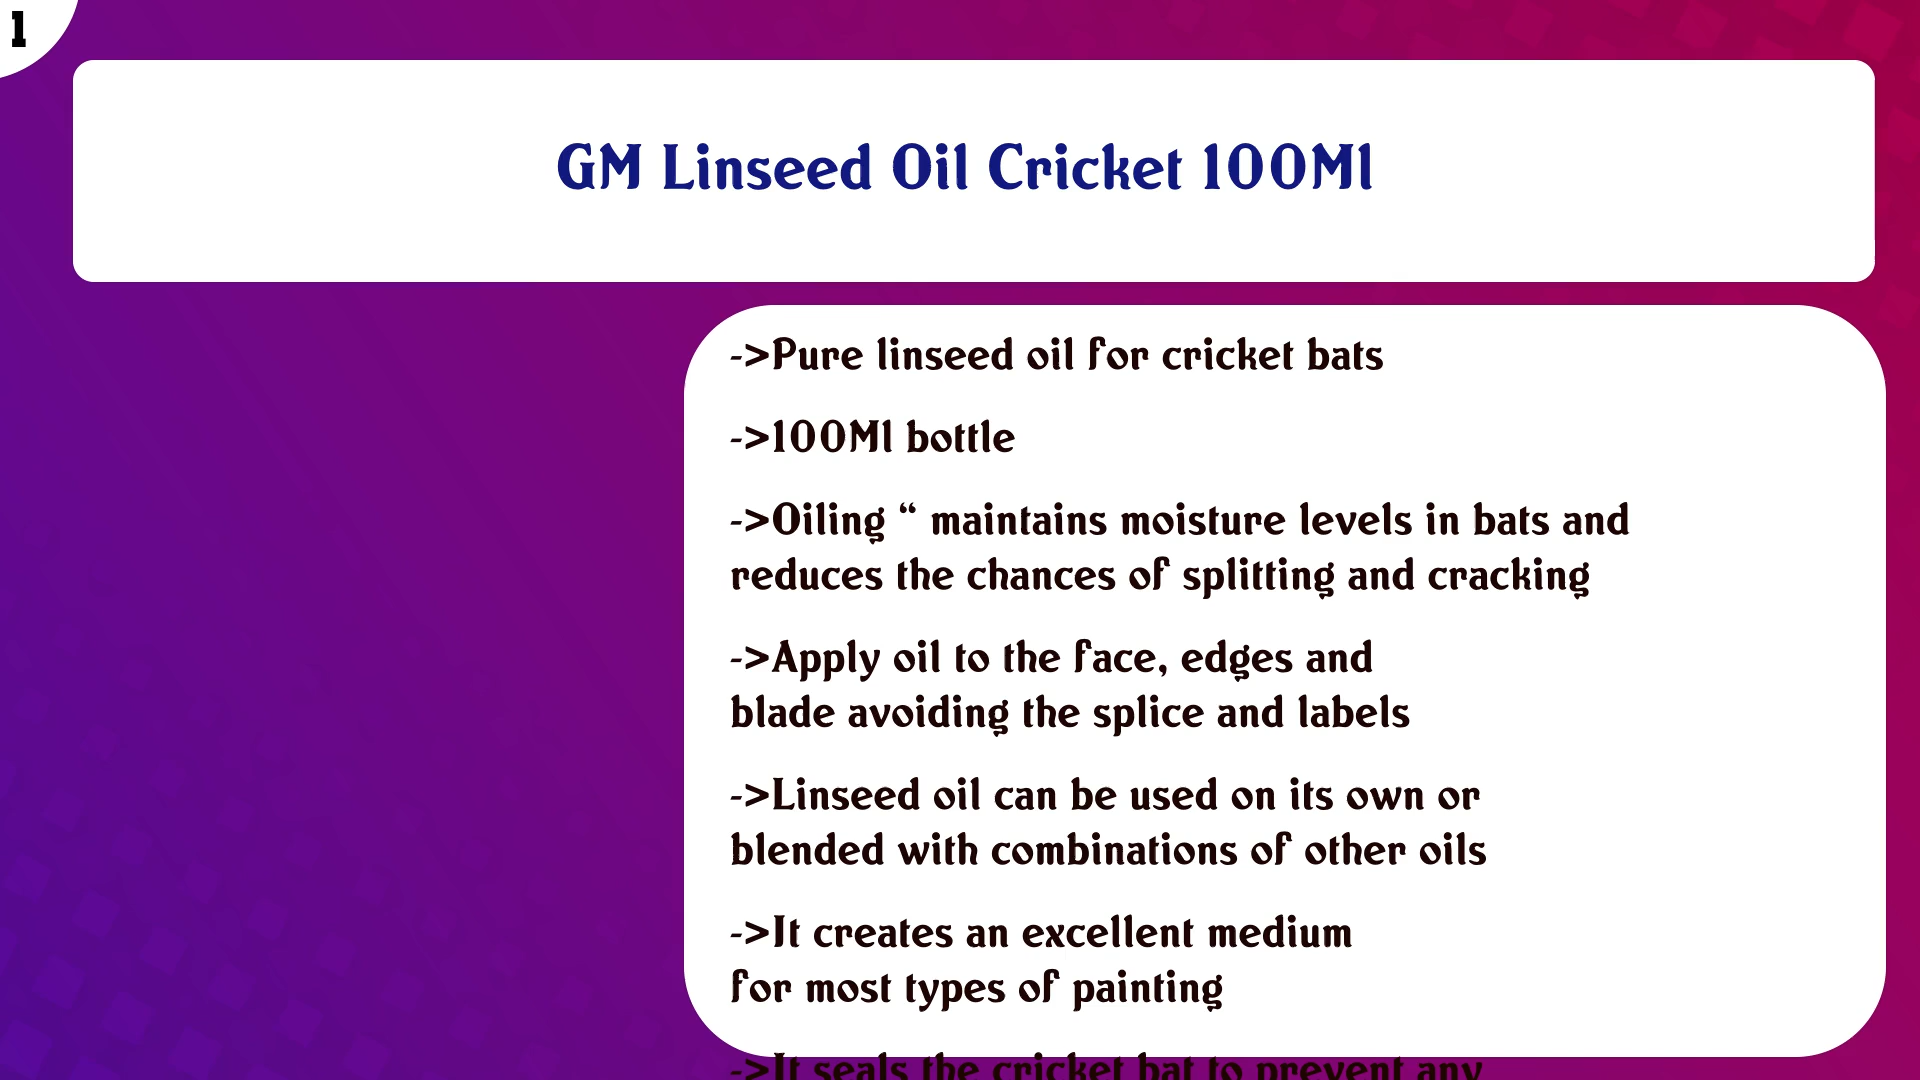 1
GM Linseed Oil Cricket 100Ml
->Pure linseed oil for cricket bats
->100Ml bottle
->Oiling “ maintains moisture levels in bats and
reduces the chances of splitting and cracking
->Apply oil to the face, edges and
blade avoiding the splice and labels
->Linseed oil can be used on its own or
blended with combinations of other oils
->It creates an excellent medium
for most types of painting
->It seals the cricket bat to prevent any